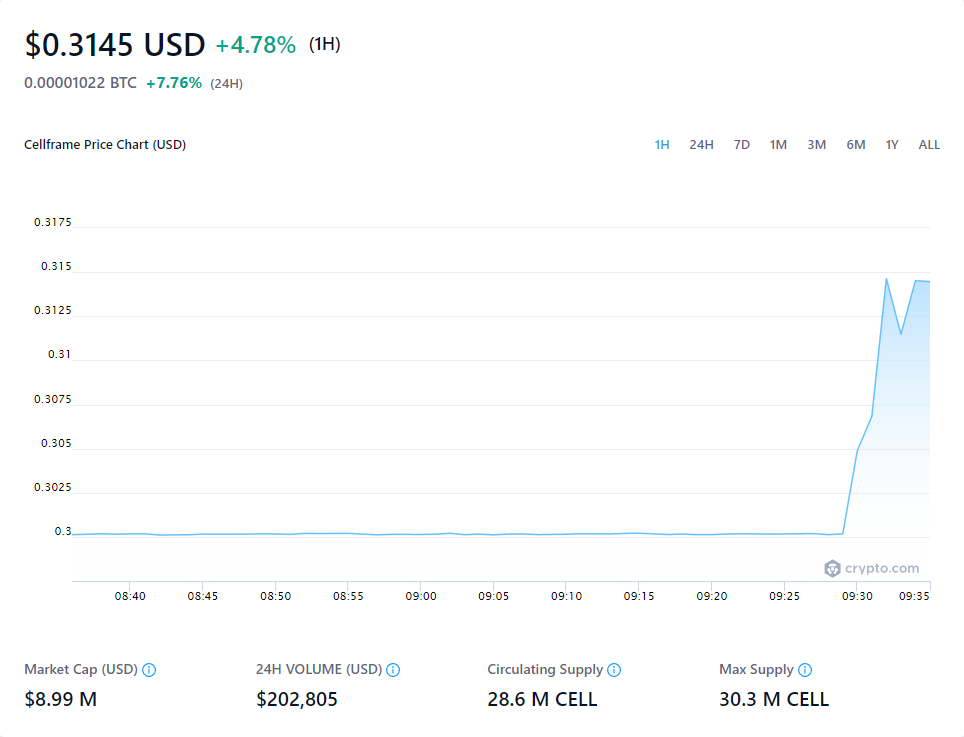 $0.3145 USD +4.78% (1H)
0.00001022 BTC +7.76% (24H)
Cellframe Price Chart (USD) 1H 24H 7D 1M 3M 6M 1Y ALL
0.3175
0.315
0.3125
0.31
0.3075
0.305
0.3025
0.3
crypto.com
08:40 08:45 08:50 08:55 09:00 09:05 09:10 09:15 09:20 09:25 09:30 09:35
Market Cap (USD) 24H VOLUME (USD) Circulating Supply Max Supply
$8.99 M $202,805 28.6 M CELL 30.3 M CELL